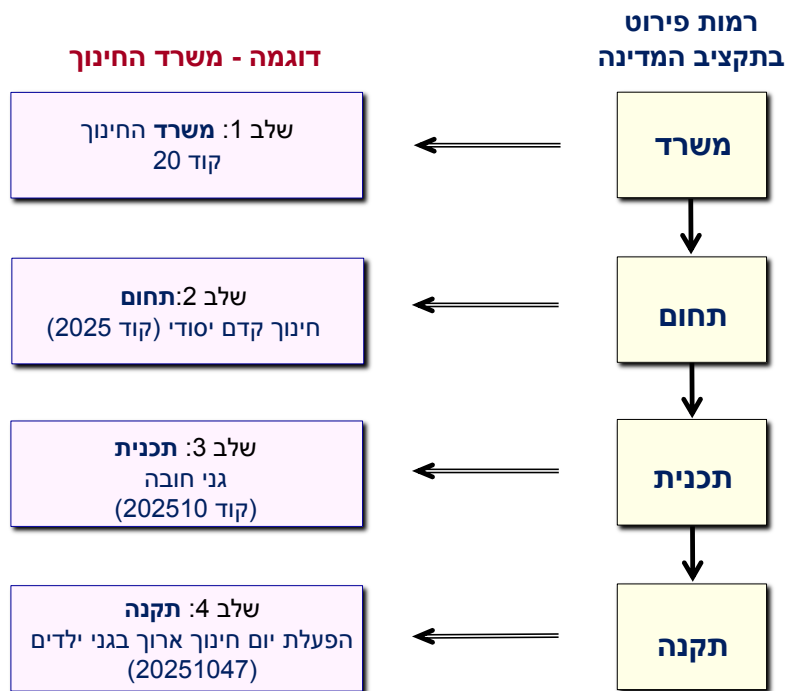 רמות פירוט
בתקציב המדינה
דוגמה - משרד החינוך
משרד
שלב 1: משרד החינוך
קוד 20
תחום
שלב 2:תחום
חינוך קדם יסודי (קוד 2025)
תכנית
שלב 3: תכנית
גני חובה
(קוד 202510)
תקנה
שלב 4: תקנה
הפעלת יום חינוך ארוך בגני ילדים
(20251047)